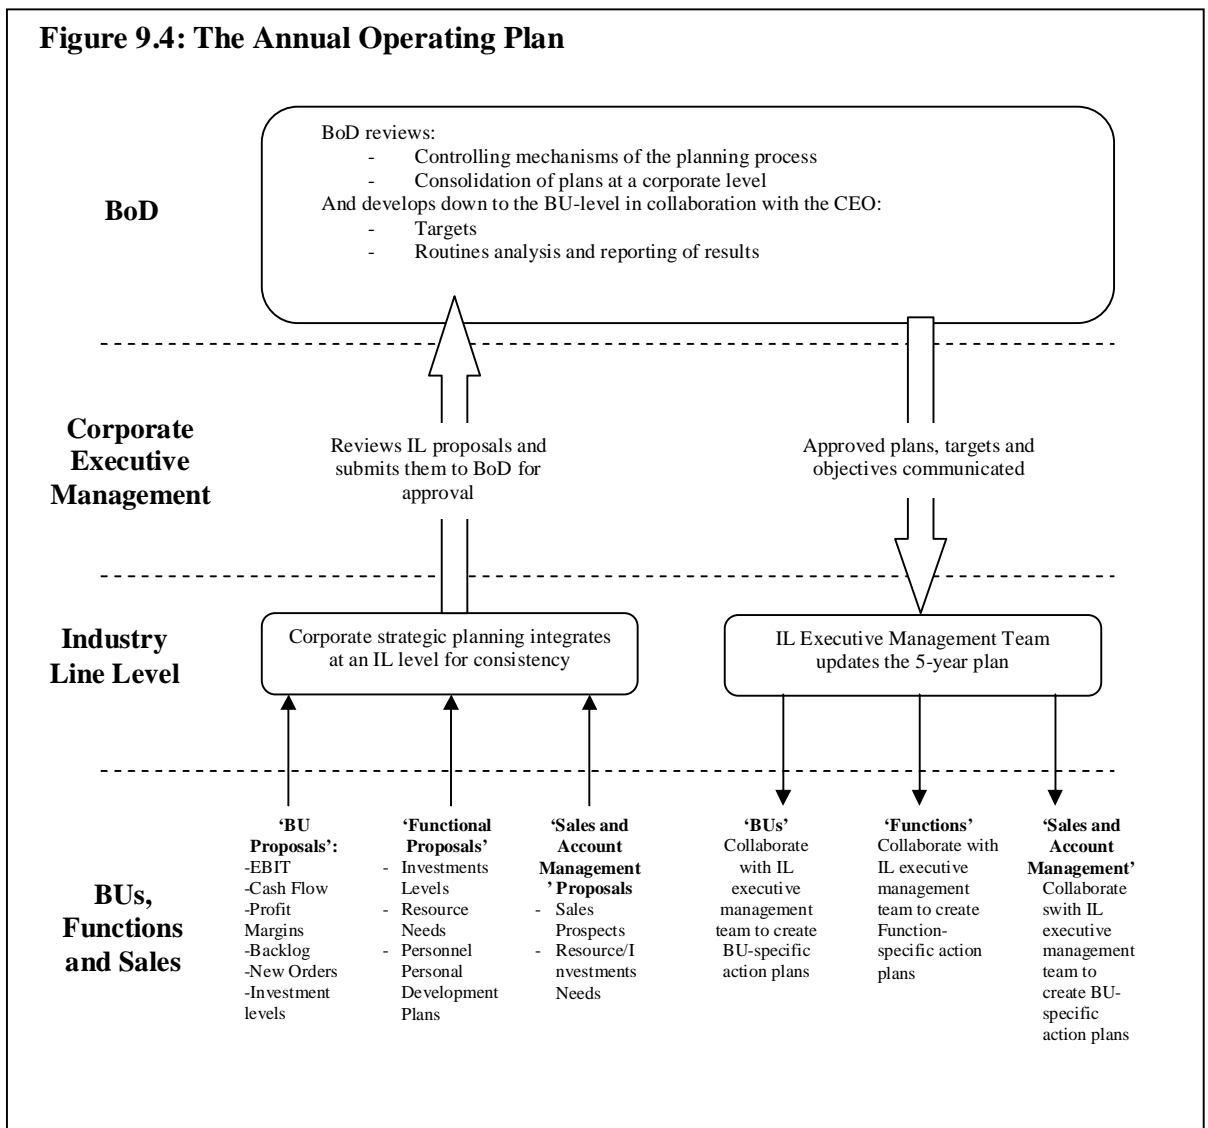 Figure 9.4: The Annual Operating Plan
BoD
BoD reviews:
- Controlling mechanisms of the planning process
- Consolidation of plans at a corporate level
And develops down to the BU-level in collaboration with the CEO:
- Targets
- Routines analysis and reporting of results
Corporate
Executive
Management
Reviews IL proposals and
submits them to BoD for
approval
Approved plans, targets and
objectives communicated
Industry
Line Level
Corporate strategic planning integrates
at an IL level for consistency
IL Executive Management Team
updates the 5-year plan
BUs,
Functions
and Sales
‘BU
Proposals’:
-EBIT
-Cash Flow
-Profit
Margins
-Backlog
-New Orders
-Investment
levels
‘Functional
Proposals’
- Investments
Levels
- Resource
Needs
- Personnel
Personal
Development
Plans
‘Sales and
Account
Management
’ Proposals
- Sales
Prospects
- Resource/I
nvestments
Needs
‘BUs’
Collaborate
with IL
executive
management
team to create
BU-specific
action plans
‘Functions’
Collaborate with
IL executive
management
team to create
Function-
specific action
plans
‘Sales and
Account
Management’
Collaborate
swith IL
executive
management
team to
create BU-
specific
action plans